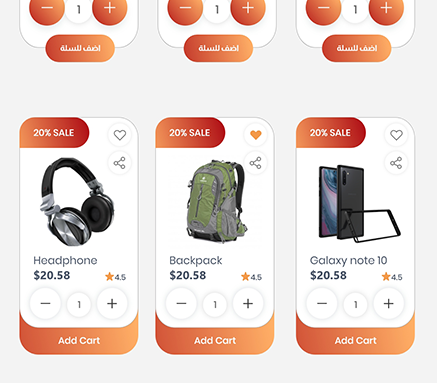 1 1 1
اضف للسلة اضف للسلة اضف للسلة
20% SALE 20% SALE 20% SALE
Headphone Backpack Galaxy note 10
$20.58 4.5 $20.58 4.5 $20.58 4.5
1 1 1
Add Cart Add Cart Add Cart